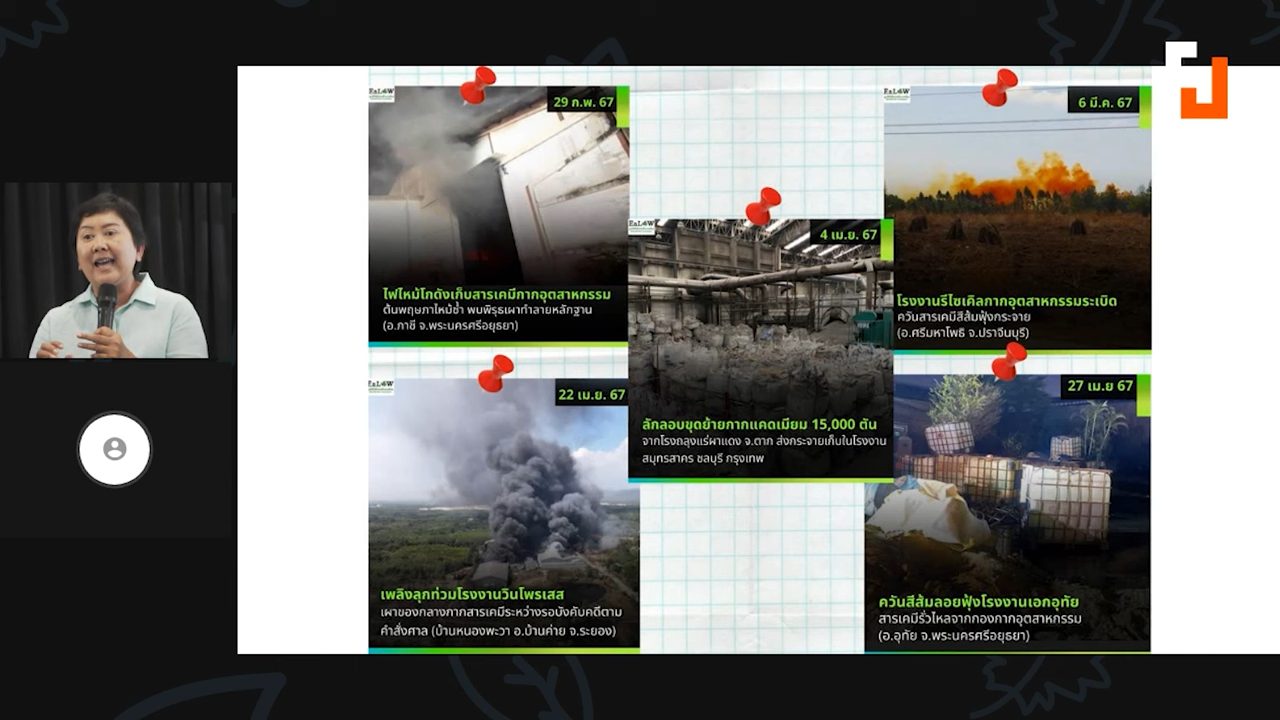 EnLAW
29 ก.พ. 67
ไฟไหม้โกดังเก็บสารเคมีกากอุตสาหกรรม
ต้นพฤษภาไหม้ซ้ำ พบพิรุธเผาทำลายหลักฐาน
(อ.ภาชี จ.พระนครศรีอยุธยา)
EnLAW
6 มี.ค. 67
โรงงานรีไซเคิลกากอุตสาหกรรมระเบิด
ควันสารเคมีสีส้มฟุ้งกระจาย
(อ.ศรีมหาโพธิ จ.ปราจีนบุรี)
EnLAW
4 เม.ย. 67
ลักลอบขุดย้ายกากแคดเมียม 15,000 ตัน
จากโรงถลุงแร่ผาแดง จ.ตาก ส่งกระจายเก็บในโรงงาน
สมุทรสาคร ชลบุรี กรุงเทพ
EnLAW
22 เม.ย. 67
เพลิงลุกท่วมโรงงานวินโพรเสส
เผาของกลางกากสารเคมีระหว่างรอบังคับคดีตาม
คำสั่งศาล (บ้านหนองพะวา อ.บ้านค่าย จ.ระยอง)
27 เม.ย 67
ควันสีส้มลอยฟุ้งโรงงานเอกอุทัย
สารเคมีรั่วไหลจากกองกากอุตสาหกรรม
(อ.อุทัย จ.พระนครศรีอยุธยา)